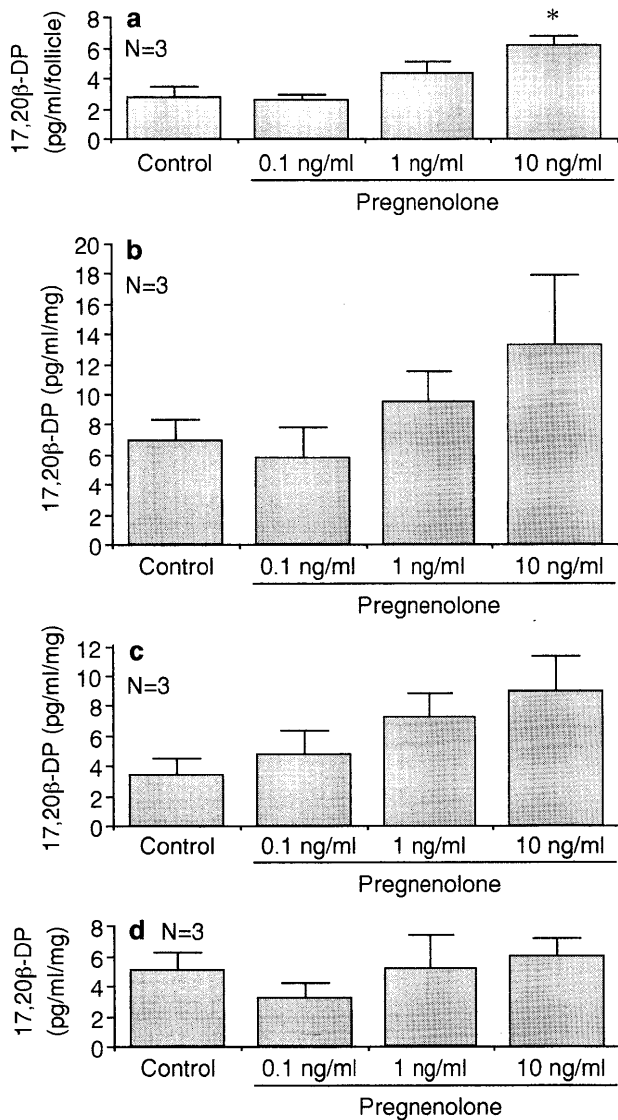 a
N=3
*
17,20β-DP
(pg/ml/follicle)
8
6
4
2
0
Control
0.1 ng/ml
1 ng/ml
10 ng/ml
Pregnenolone
b
N=3
17,20β-DP (pg/ml/mg)
20
18
16
14
12
10
8
6
4
2
0
Control
0.1 ng/ml
1 ng/ml
10 ng/ml
Pregnenolone
c
N=3
17,20β-DP (pg/ml/mg)
12
10
8
6
4
2
0
Control
0.1 ng/ml
1 ng/ml
10 ng/ml
Pregnenolone
d N=3
17,20β-DP
(pg/ml/mg)
8
6
4
2
0
Control
0.1 ng/ml
1 ng/ml
10 ng/ml
Pregnenolone